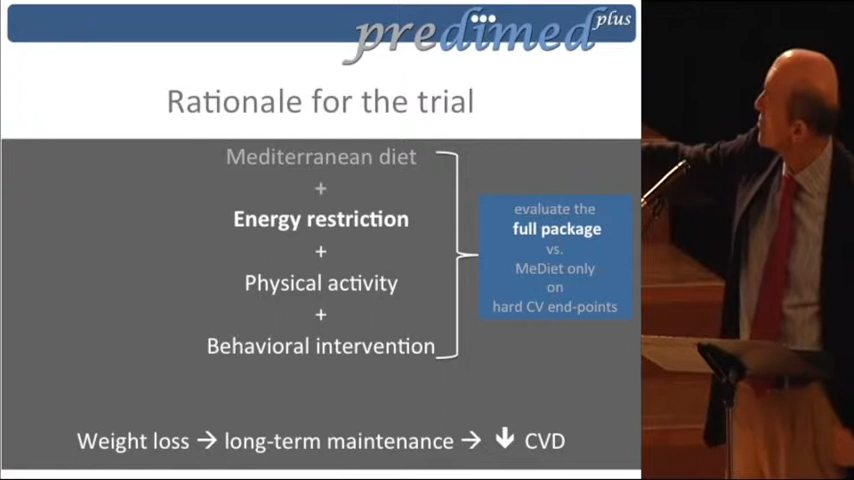 predimed plus
Rationale for the trial
Mediterranean diet
+
Energy restriction
+
Physical activity
+
Behavioral intervention
evaluate the
full package
vs.
MeDiet only
on
hard CV end-points
Weight loss → long-term maintenance → ↓ CVD